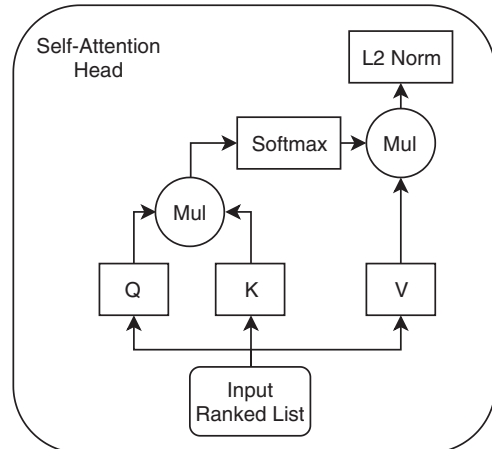 Self-Attention
Head
L2 Norm
Softmax
Mul
Mul
Q
K
V
Input
Ranked List